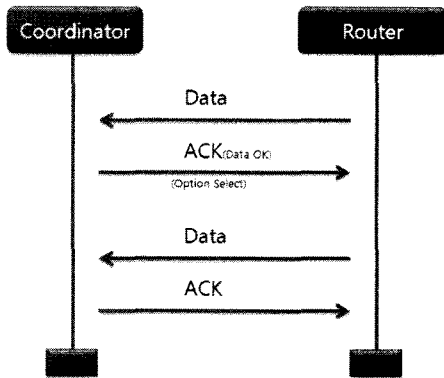 Coordinator
Router
Data
ACK(Data OK)
(Option Select)
Data
ACK